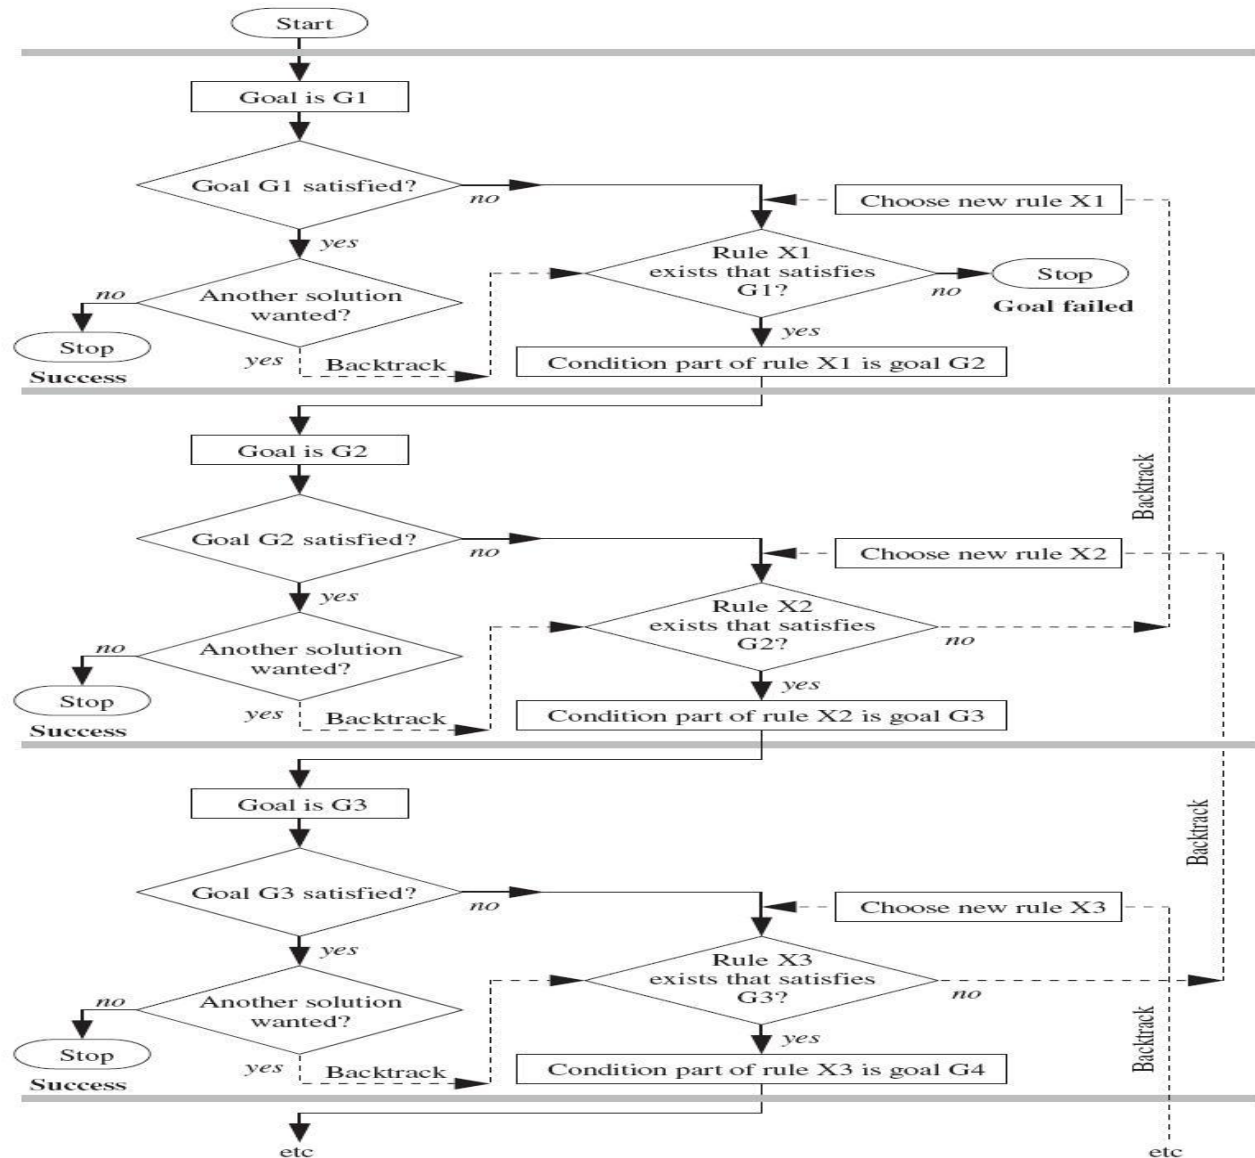 Start
Goal is G1
Goal G1 satisfied?
no
Choose new rule X1
yes
Rule X1
exists that satisfies
G1?
no
Stop
Goal failed
no
Another solution
wanted?
Stop
Success
yes
Backtrack
yes
Condition part of rule X1 is goal G2
Goal is G2
Backtrack
Goal G2 satisfied?
no
Choose new rule X2
yes
Rule X2
exists that satisfies
G2?
no
no
Another solution
wanted?
Stop
Success
yes
Backtrack
yes
Condition part of rule X2 is goal G3
Goal is G3
Backtrack
Goal G3 satisfied?
no
Choose new rule X3
yes
Rule X3
exists that satisfies
G3?
no
no
Another solution
wanted?
Stop
Success
yes
Backtrack
yes
Condition part of rule X3 is goal G4
Backtrack
etc
etc